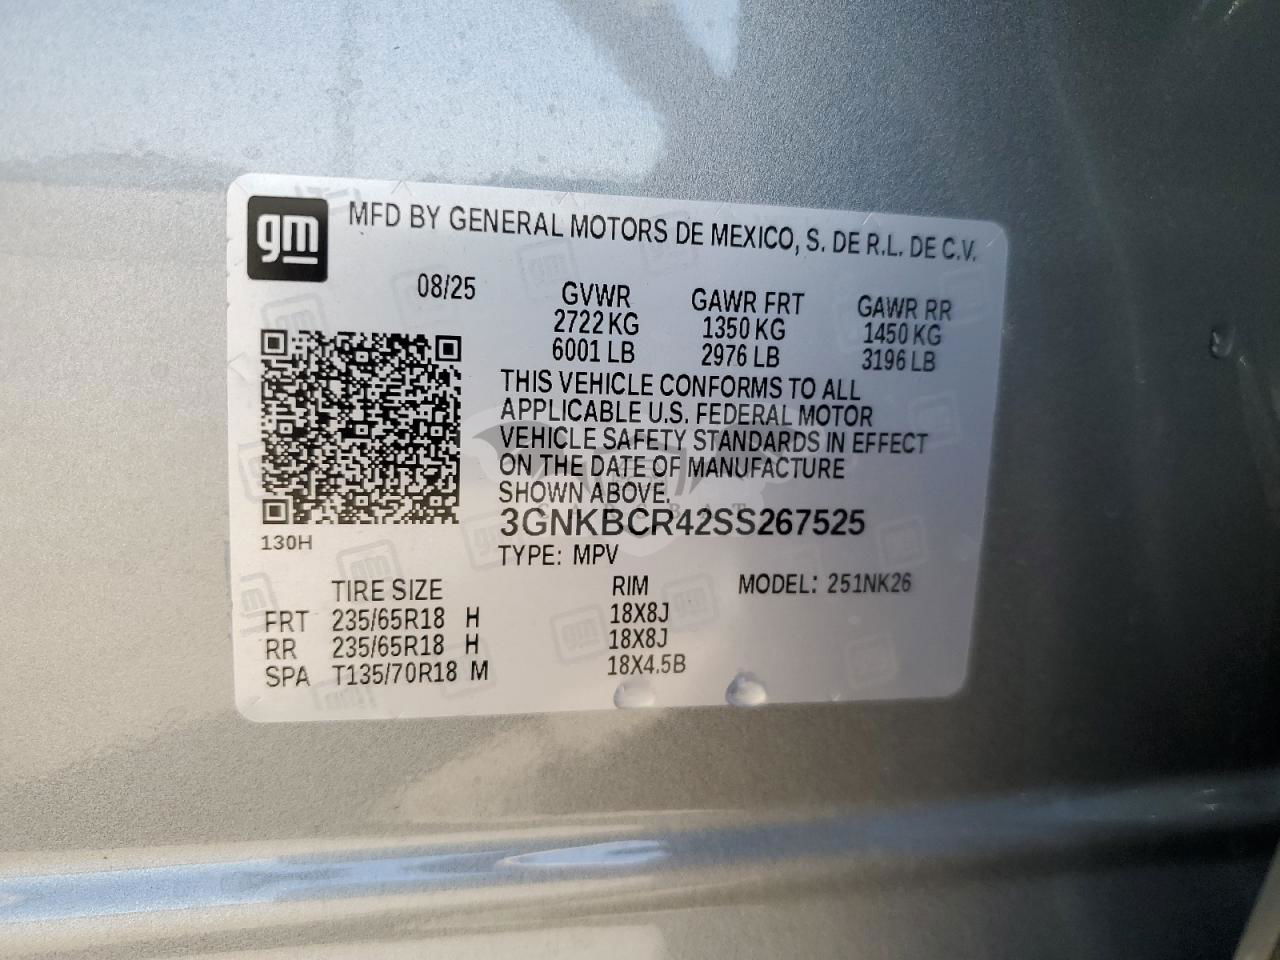 gm
MFD BY GENERAL MOTORS DE MEXICO, S. DE R.L. DE C.V.
08/25 GVWR GAWR FRT GAWR RR
2722 KG 1350 KG 1450 KG
6001 LB 2976 LB 3196 LB
THIS VEHICLE CONFORMS TO ALL
APPLICABLE U.S. FEDERAL MOTOR
VEHICLE SAFETY STANDARDS IN EFFECT
ON THE DATE OF MANUFACTURE
SHOWN ABOVE.
3GNKBCR42SS267525
130H
TYPE: MPV
TIRE SIZE RIM MODEL: 251NK26
FRT 235/65R18 H 18X8J
RR 235/65R18 H 18X8J
SPA T135/70R18 M 18X4.5B